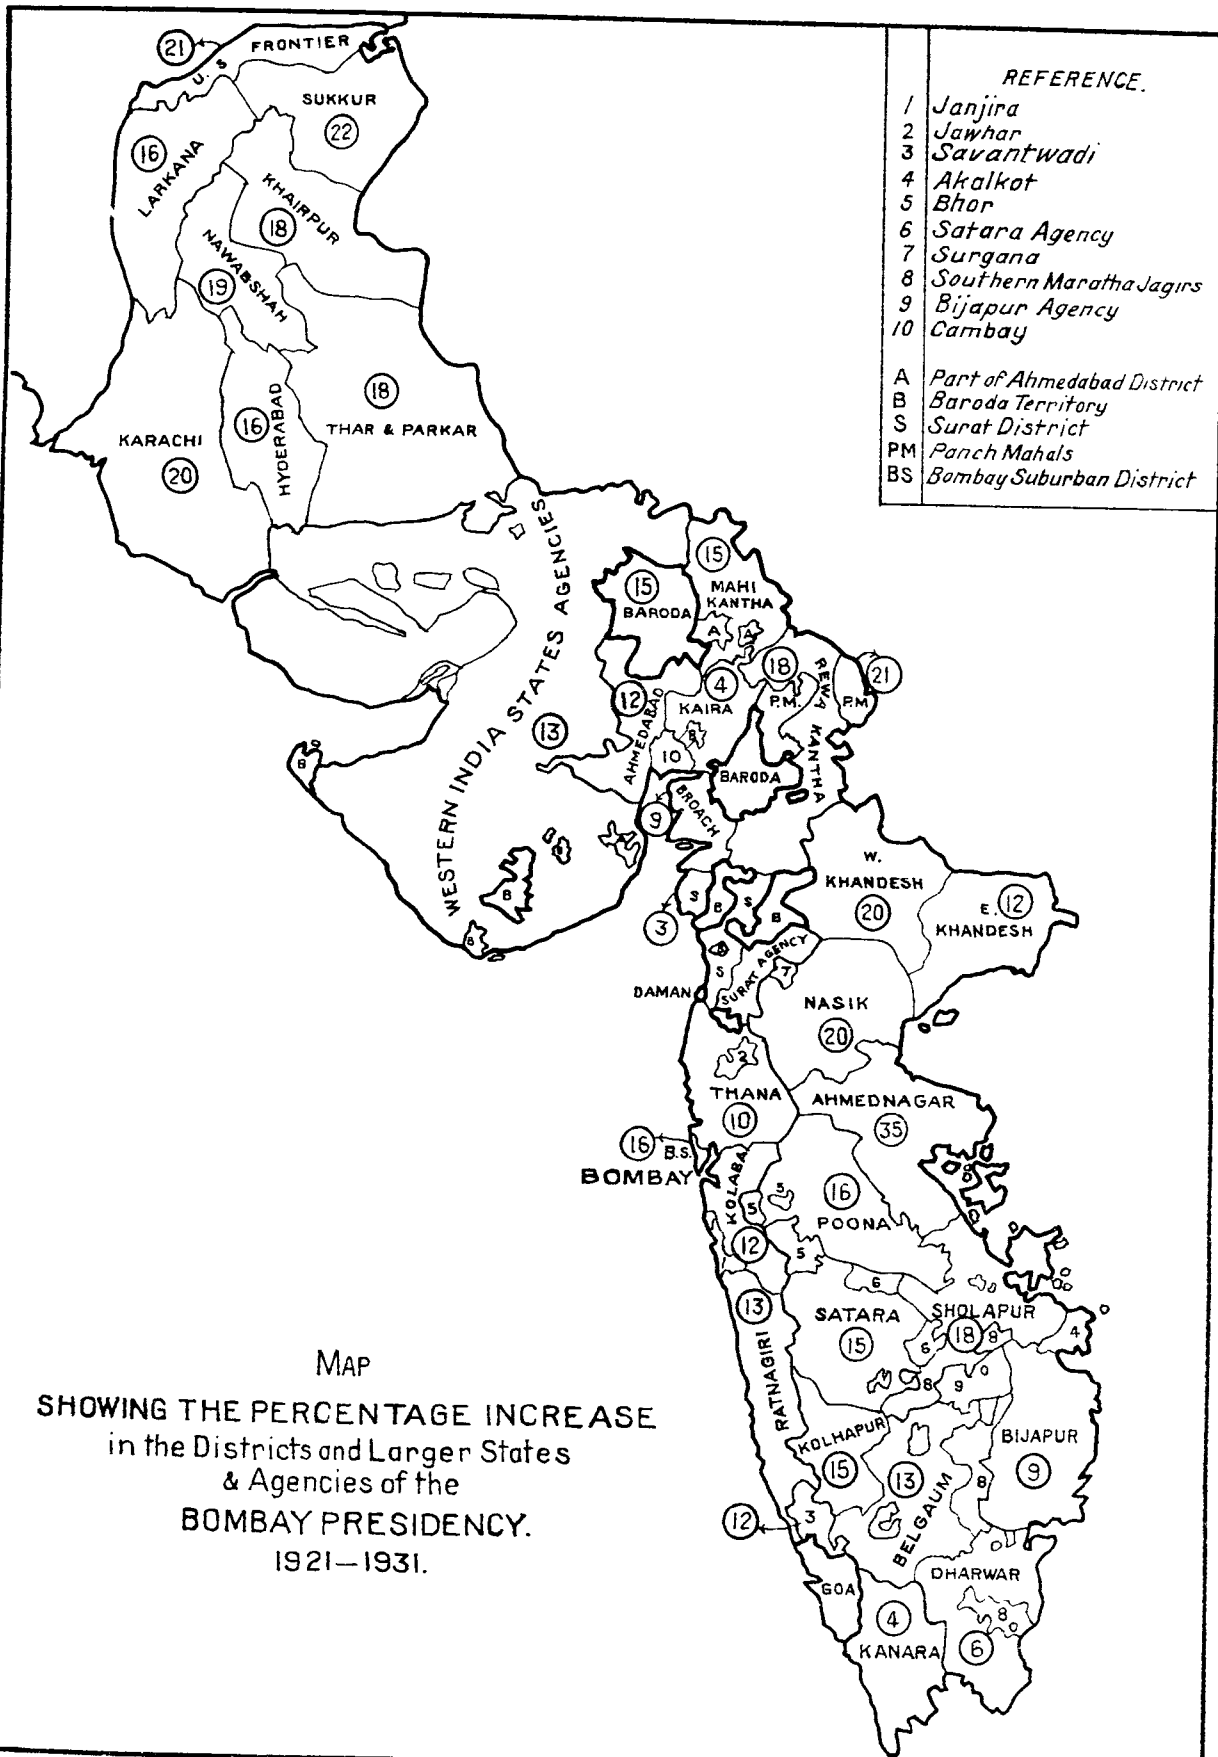 REFERENCE.
1 Janjira
2 Jawhar
3 Savantwadi
4 Akalkot
5 Bhor
6 Satara Agency
7 Surgana
8 Southern Maratha Jagirs
9 Bijapur Agency
10 Cambay
A Part of Ahmedabad District
B Baroda Territory
S Surat District
PM Panch Mahals
BS Bombay Suburban District
21
U. S
FRONTIER
SUKKUR
22
16
LARKANA
KHAIRPUR
18
NAWABSHAH
19
18
THAR & PARKAR
HYDERABAD
16
KARACHI
20
WESTERN INDIA STATES AGENCIES
13
15
MAHI
KANTHA
15
BARODA
A
A
18
REWA KANTHA
21
P.M.
P.M
4
KAIRA
12
AHMEDABAD
B
10
BARODA
B
BROACH
9
W.
KHANDESH
20
E.
KHANDESH
12
B
B
S
B
S
B
3
SURAT AGENCY
S
7
DAMAN
NASIK
20
2
THANA
10
AHMEDNAGAR
35
16
B.S.
BOMBAY
KOLABA
5
5
16
POONA
12
5
13
6
SATARA
15
SHOLAPUR
18
8
4
6
RATNAGIRI
8
9
KOLHAPUR
15
BIJAPUR
9
13
8
BELGAUM
12
3
DHARWAR
GOA
8
4
KANARA
6
MAP
SHOWING THE PERCENTAGE INCREASE
in the Districts and Larger States
& Agencies of the
BOMBAY PRESIDENCY.
1921—1931.